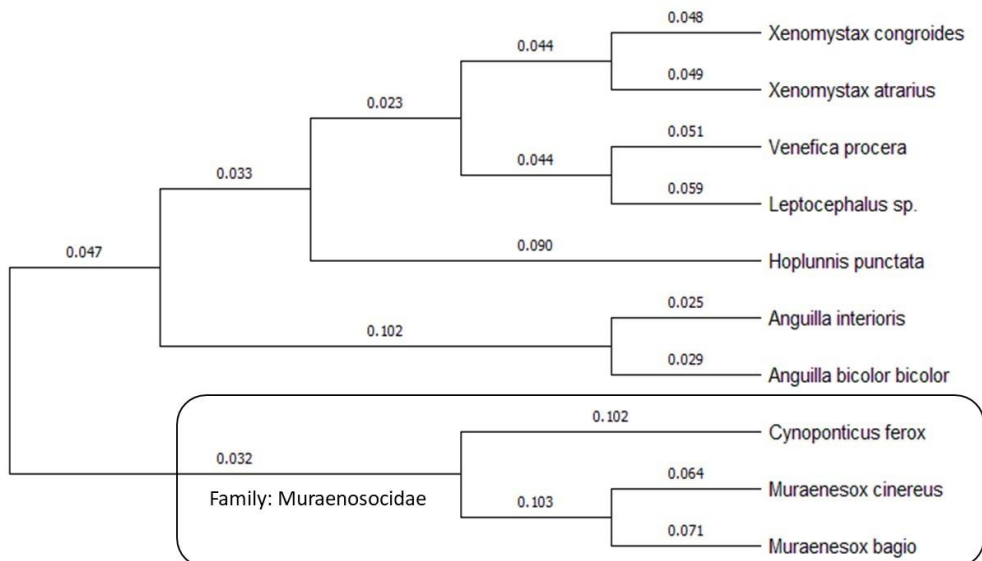 0.048
Xenomystax congroides
0.044
0.049
Xenomystax atrarius
0.023
0.051
Venefica procera
0.044
0.033
0.059
Leptocephalus sp.
0.047
0.090
Hoplunnis punctata
0.025
Anguilla interioris
0.102
0.029
Anguilla bicolor bicolor
0.102
Cynoponticus ferox
0.032
0.064
Muraenesox cinereus
Family: Muraenosocidae
0.103
0.071
Muraenesox bagio